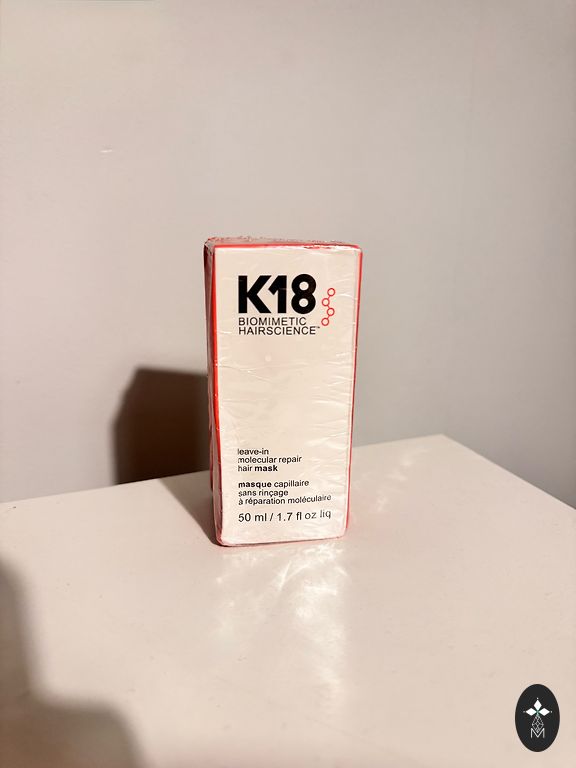 K18
BIOMIMETIC
HAIRSCIENCE™
leave-in
molecular repair
hair mask
masque capillaire
sans rinçage
à réparation moléculaire
50 ml / 1.7 fl oz liq
M